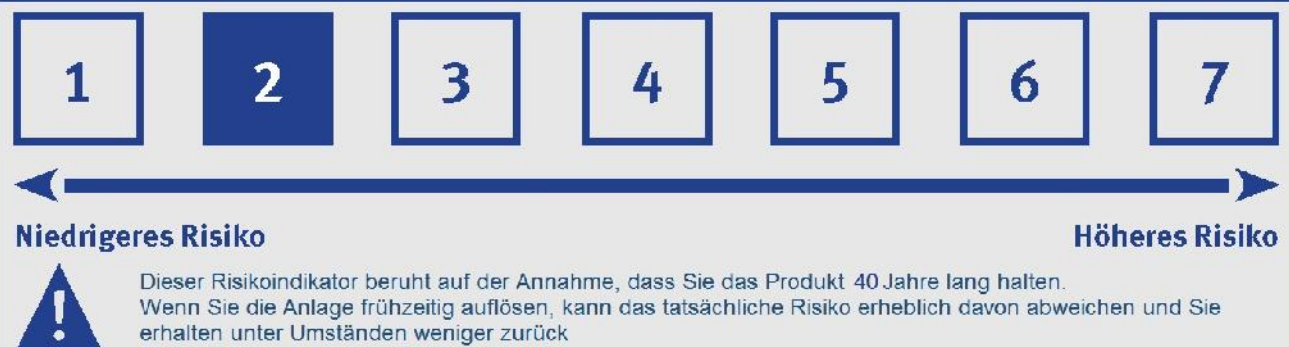 1 2 3 4 5 6 7
Niedrigeres Risiko Höheres Risiko
Dieser Risikoindikator beruht auf der Annahme, dass Sie das Produkt 40 Jahre lang halten.
Wenn Sie die Anlage frühzeitig auflösen, kann das tatsächliche Risiko erheblich davon abweichen und Sie
erhalten unter Umständen weniger zurück